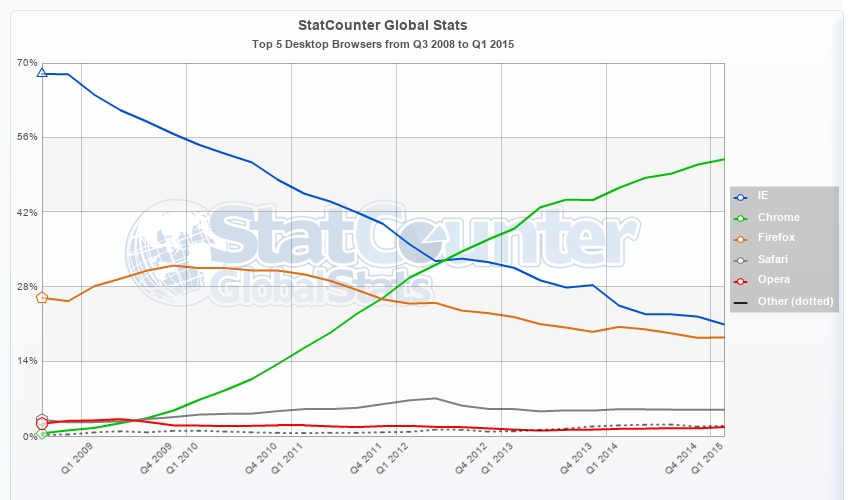 StatCounter Global Stats
Top 5 Desktop Browsers from Q3 2008 to Q1 2015
70%
56%
42%
28%
14%
0%
StatCounter
GlobalStats
IE
Chrome
Firefox
Safari
Opera
Other (dotted)
Q1 2009
Q4 2009
Q1 2010
Q4 2010
Q1 2011
Q4 2011
Q1 2012
Q4 2012
Q1 2013
Q4 2013
Q1 2014
Q4 2014
Q1 2015